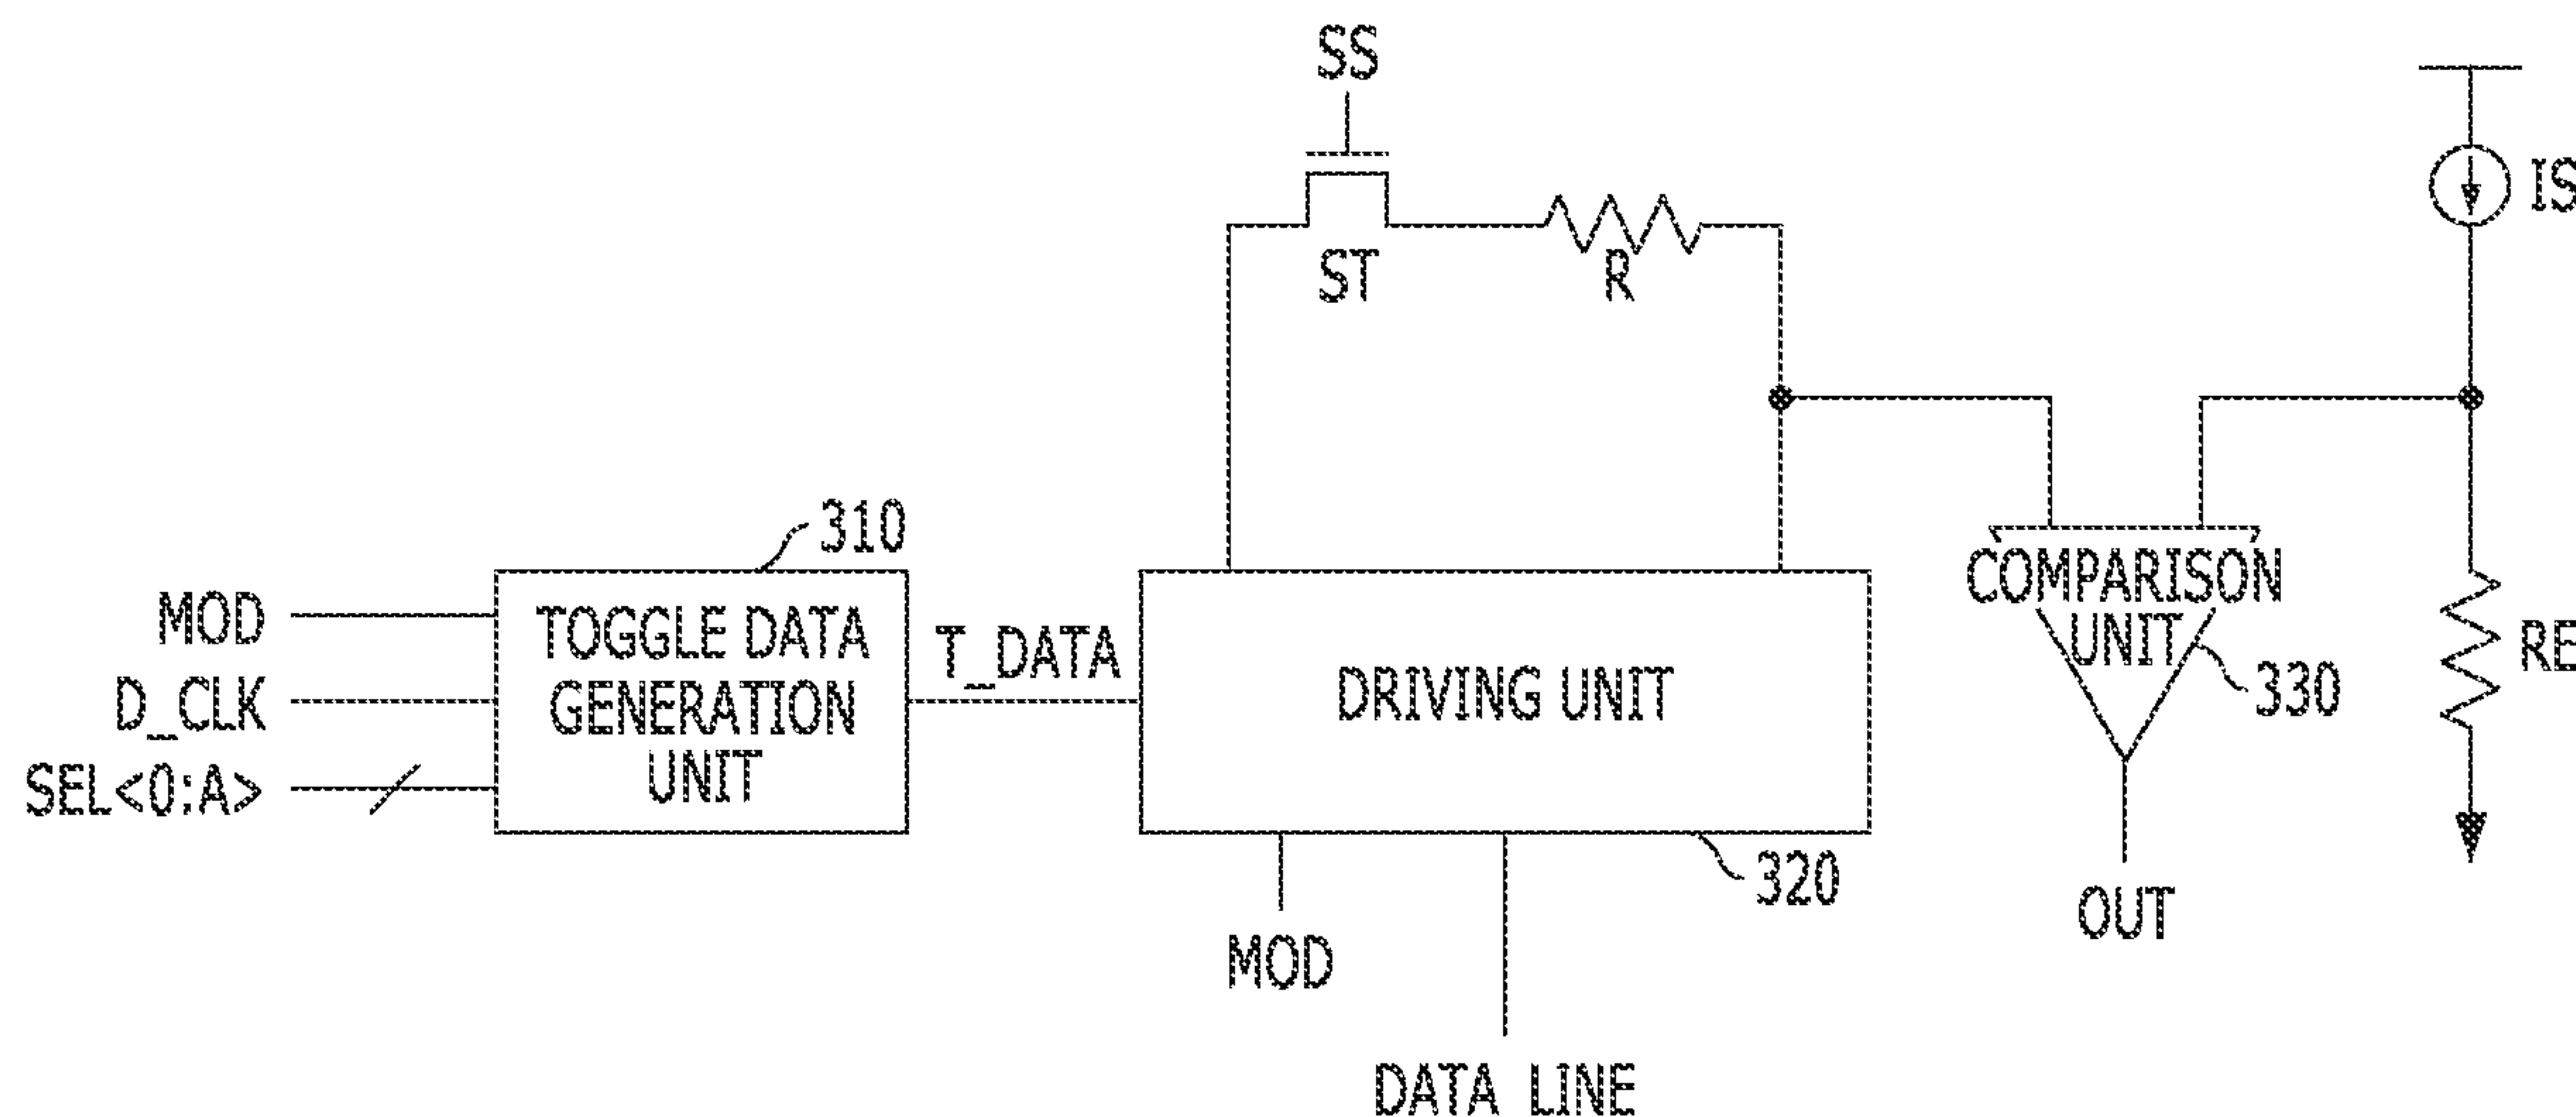 SS
IS
ST
R
310
MOD
D_CLK
SEL<0:A>
TOGGLE DATA
GENERATION
UNIT
T_DATA
DRIVING UNIT
COMPARISON
UNIT
330
RE
320
MOD
OUT
DATA LINE